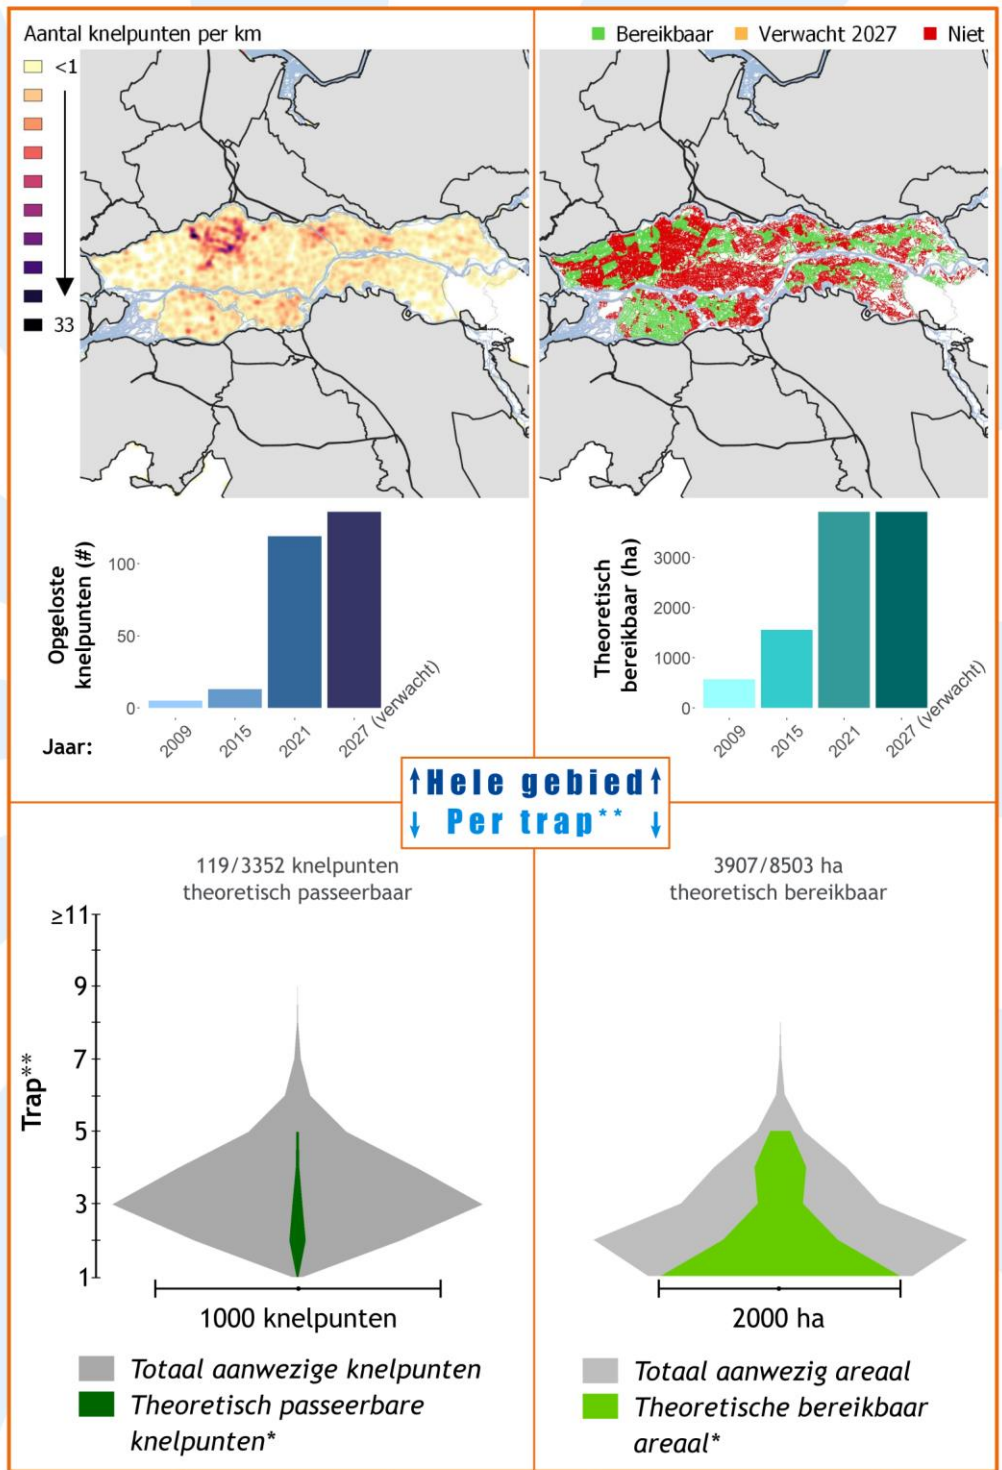 Aantal knelpunten per km
<1
33
Bereikbaar Verwacht 2027 Niet
Opgeloste
knelpunten (#)
100
50
0
Jaar:
2009
2015
2021
2027 (verwacht)
Theoretisch
bereikbaar (ha)
3000
2000
1000
0
2009
2015
2021
2027 (verwacht)
↑Hele gebied↑
↓ Per trap** ↓
119/3352 knelpunten
theoretisch passeerbaar
Trap**
≥11
9
7
5
3
1
1000 knelpunten
Totaal aanwezige knelpunten
Theoretisch passeerbare
knelpunten*
3907/8503 ha
theoretisch bereikbaar
2000 ha
Totaal aanwezig areaal
Theoretische bereikbaar
areaal*